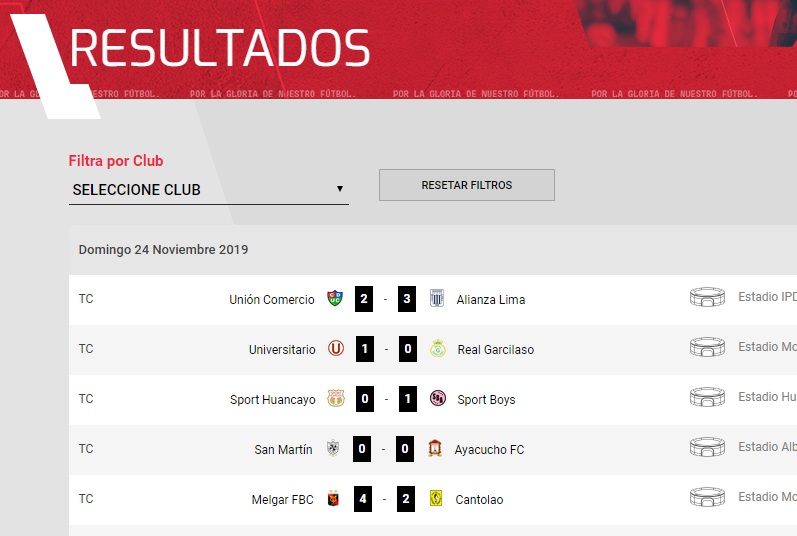 RESULTADOS
POR LA GLORIA DE NUESTRO FÚTBOL. POR LA GLORIA DE NUESTRO FÚTBOL. POR LA GLORIA DE NUESTRO FÚTBOL.
Filtra por Club
SELECCIONE CLUB ▼ RESETAR FILTROS
Domingo 24 Noviembre 2019
TC Unión Comercio 2 - 3 Alianza Lima Estadio IPD
TC Universitario 1 - 0 Real Garcilaso Estadio Mo
TC Sport Huancayo 0 - 1 Sport Boys Estadio Hu
TC San Martín 0 - 0 Ayacucho FC Estadio Alb
TC Melgar FBC 4 - 2 Cantolao Estadio Mo